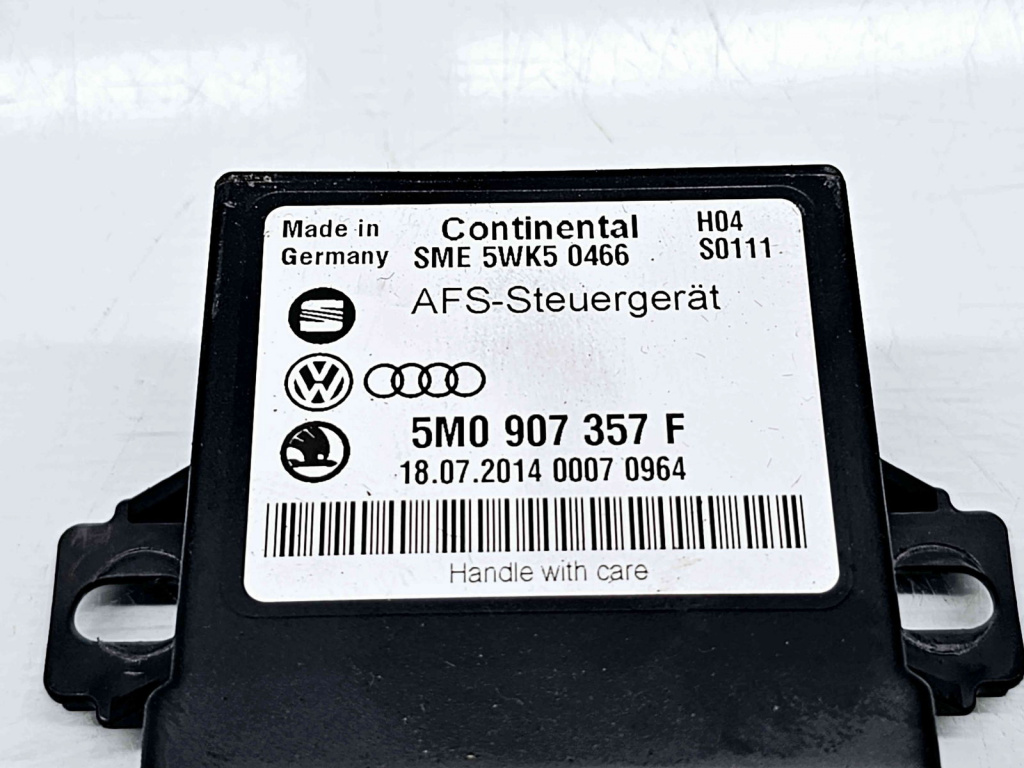 Made in Continental H04
Germany SME 5WK5 0466 S0111
AFS-Steuergerät
5M0 907 357 F
18.07.2014 0007 0964
Handle with care